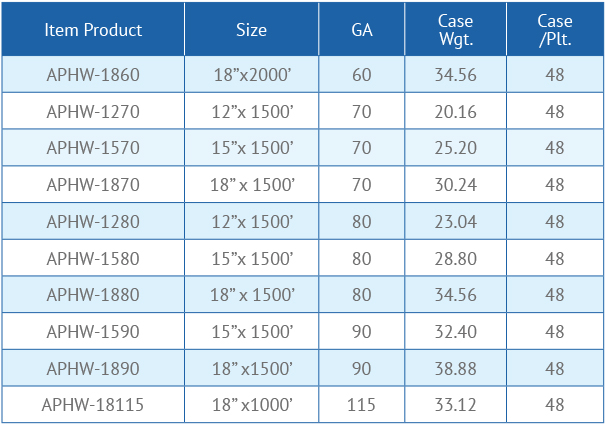 Item Product Size GA Case Wgt. Case /Plt.
APHW-1860 18”x2000’ 60 34.56 48
APHW-1270 12”x 1500’ 70 20.16 48
APHW-1570 15”x 1500’ 70 25.20 48
APHW-1870 18” x 1500’ 70 30.24 48
APHW-1280 12”x 1500’ 80 23.04 48
APHW-1580 15”x 1500’ 80 28.80 48
APHW-1880 18” x 1500’ 80 34.56 48
APHW-1590 15”x 1500’ 90 32.40 48
APHW-1890 18” x1500’ 90 38.88 48
APHW-18115 18” x1000’ 115 33.12 48